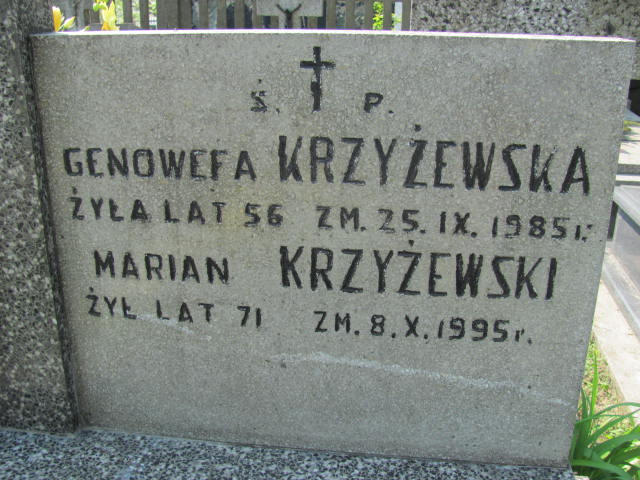 Ś. P.
GENOWEFA KRZYŻEWSKA
ŻYŁA LAT 56 ZM. 25. IX. 1985 r.
MARIAN KRZYŻEWSKI
ŻYŁ LAT 71 ZM. 8. X. 1995 r.